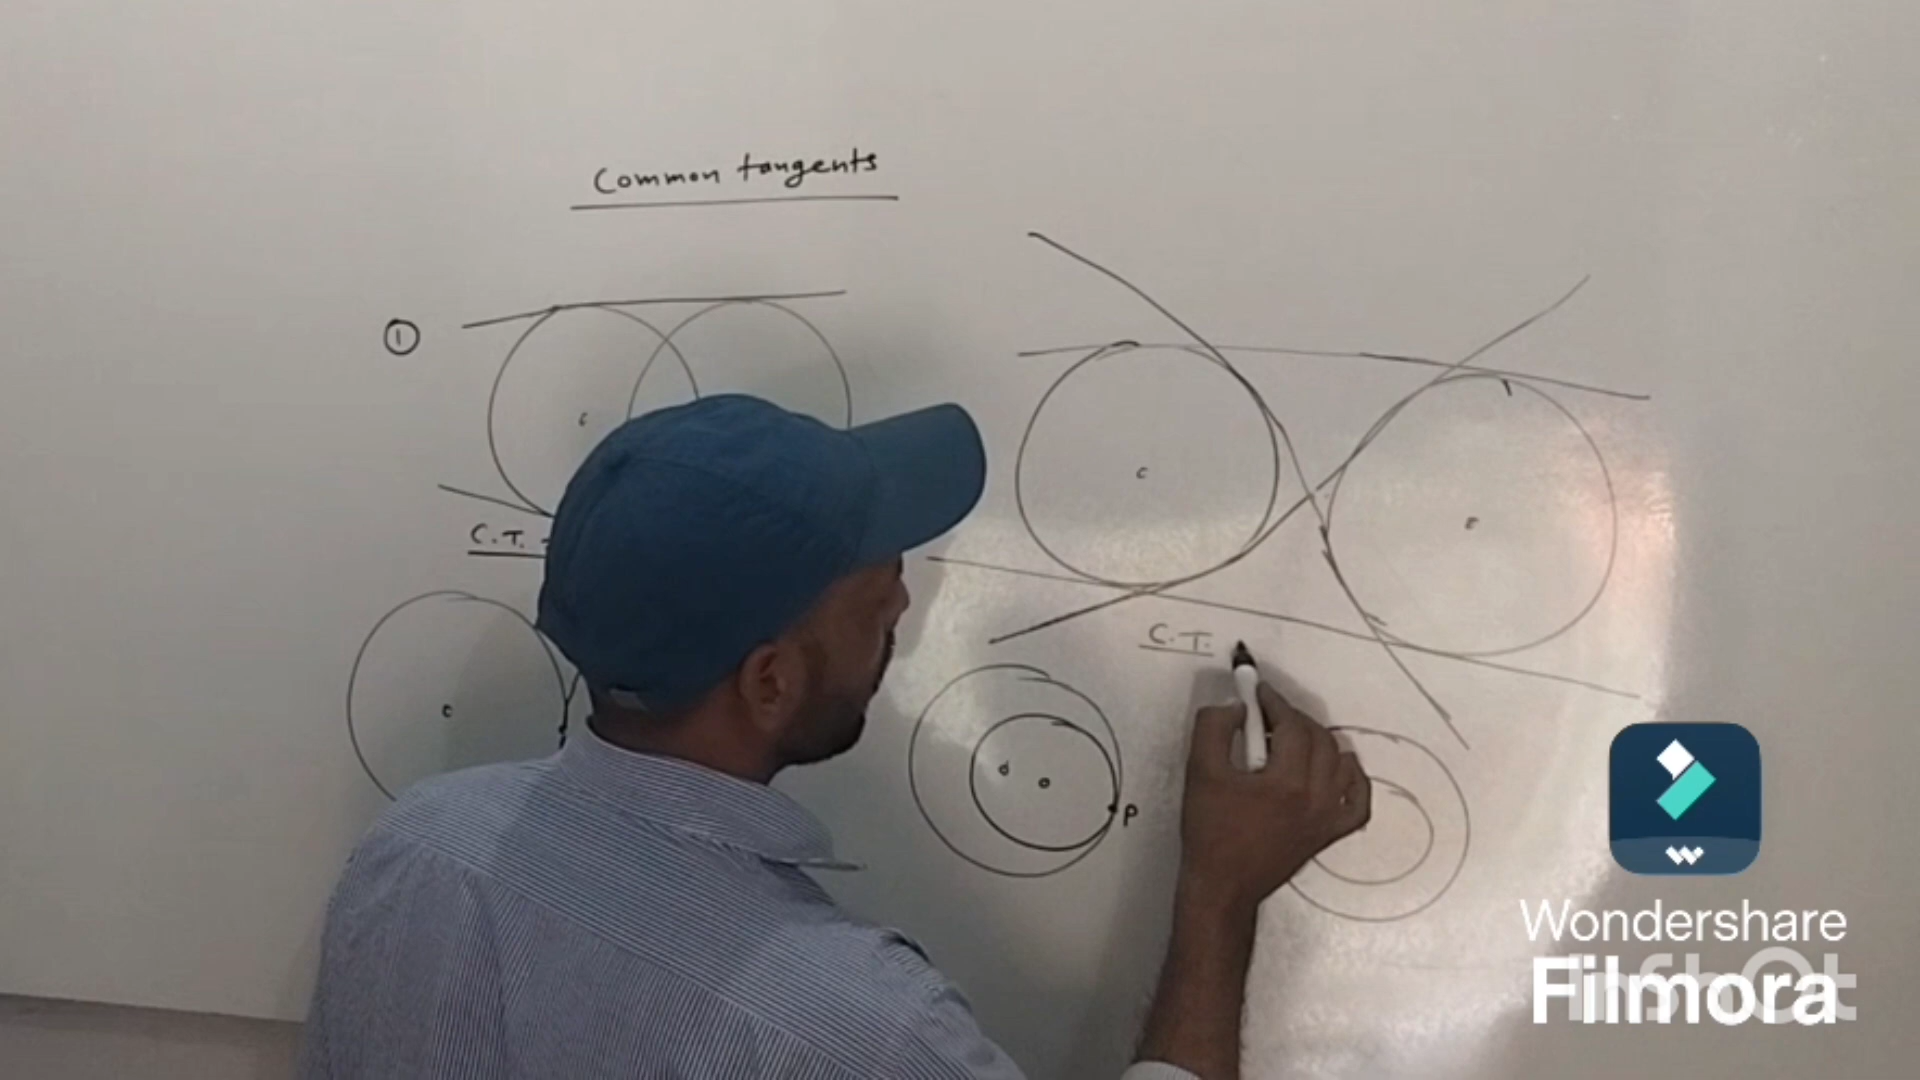 Common tangents
①
C
C
E
C.T. =
C.T.
C
d
o
P
Wondershare
Filmora